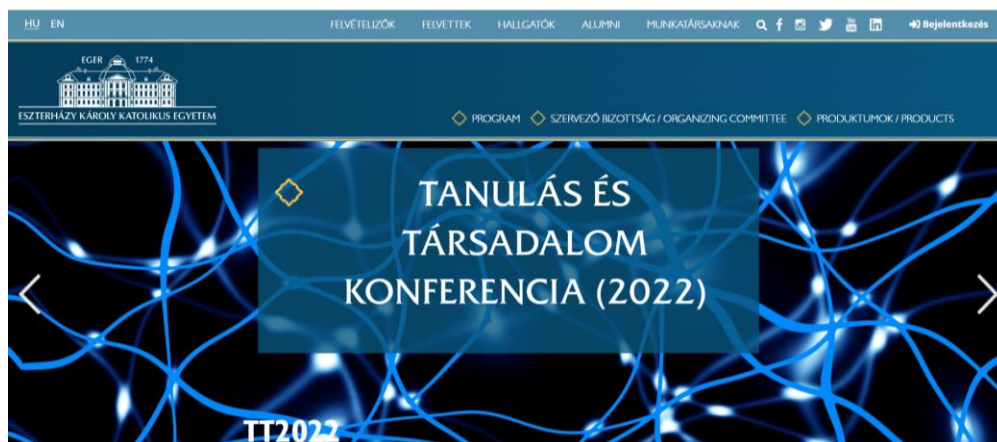 HU EN FELVÉTELIZŐK FELVETTEK HALLGATÓK ALUMNI MUNKATÁRSAKNAK Bejelentkezés
EGER 1774
ESZTERHÁZY KÁROLY KATOLIKUS EGYETEM
PROGRAM SZERVEZŐ BIZOTTSÁG / ORGANIZING COMMITTEE PRODUKTUMOK / PRODUCTS
TANULÁS ÉS
TÁRSADALOM
KONFERENCIA (2022)
TT2022